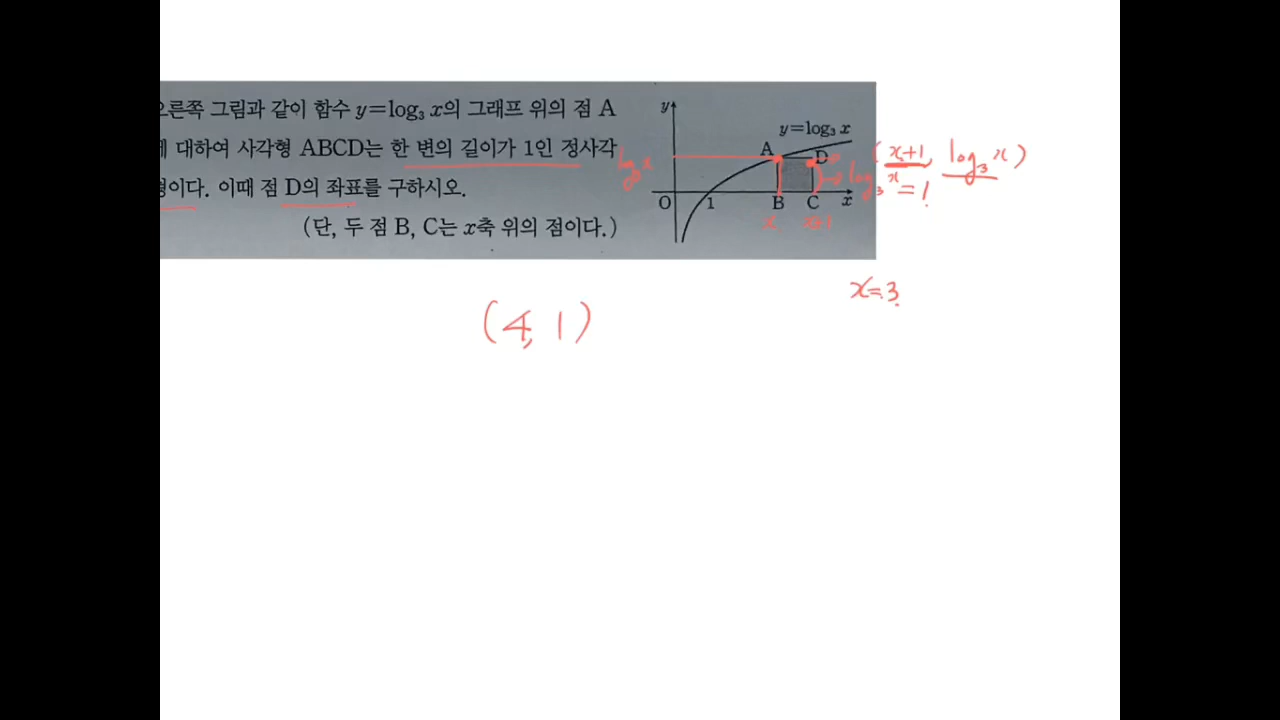 오른쪽 그림과 같이 함수 y=log₃ x의 그래프 위의 점 A
에 대하여 사각형 ABCD는 한 변의 길이가 1인 정사각
형이다. 이때 점 D의 좌표를 구하시오.
(단, 두 점 B, C는 x축 위의 점이다.)
y
y=log₃ x
A
D
(x+1, log₃ x)
log₃ x
log₃ x = 1
O
1
B
C
x
x
x+1
x=3
(4, 1)